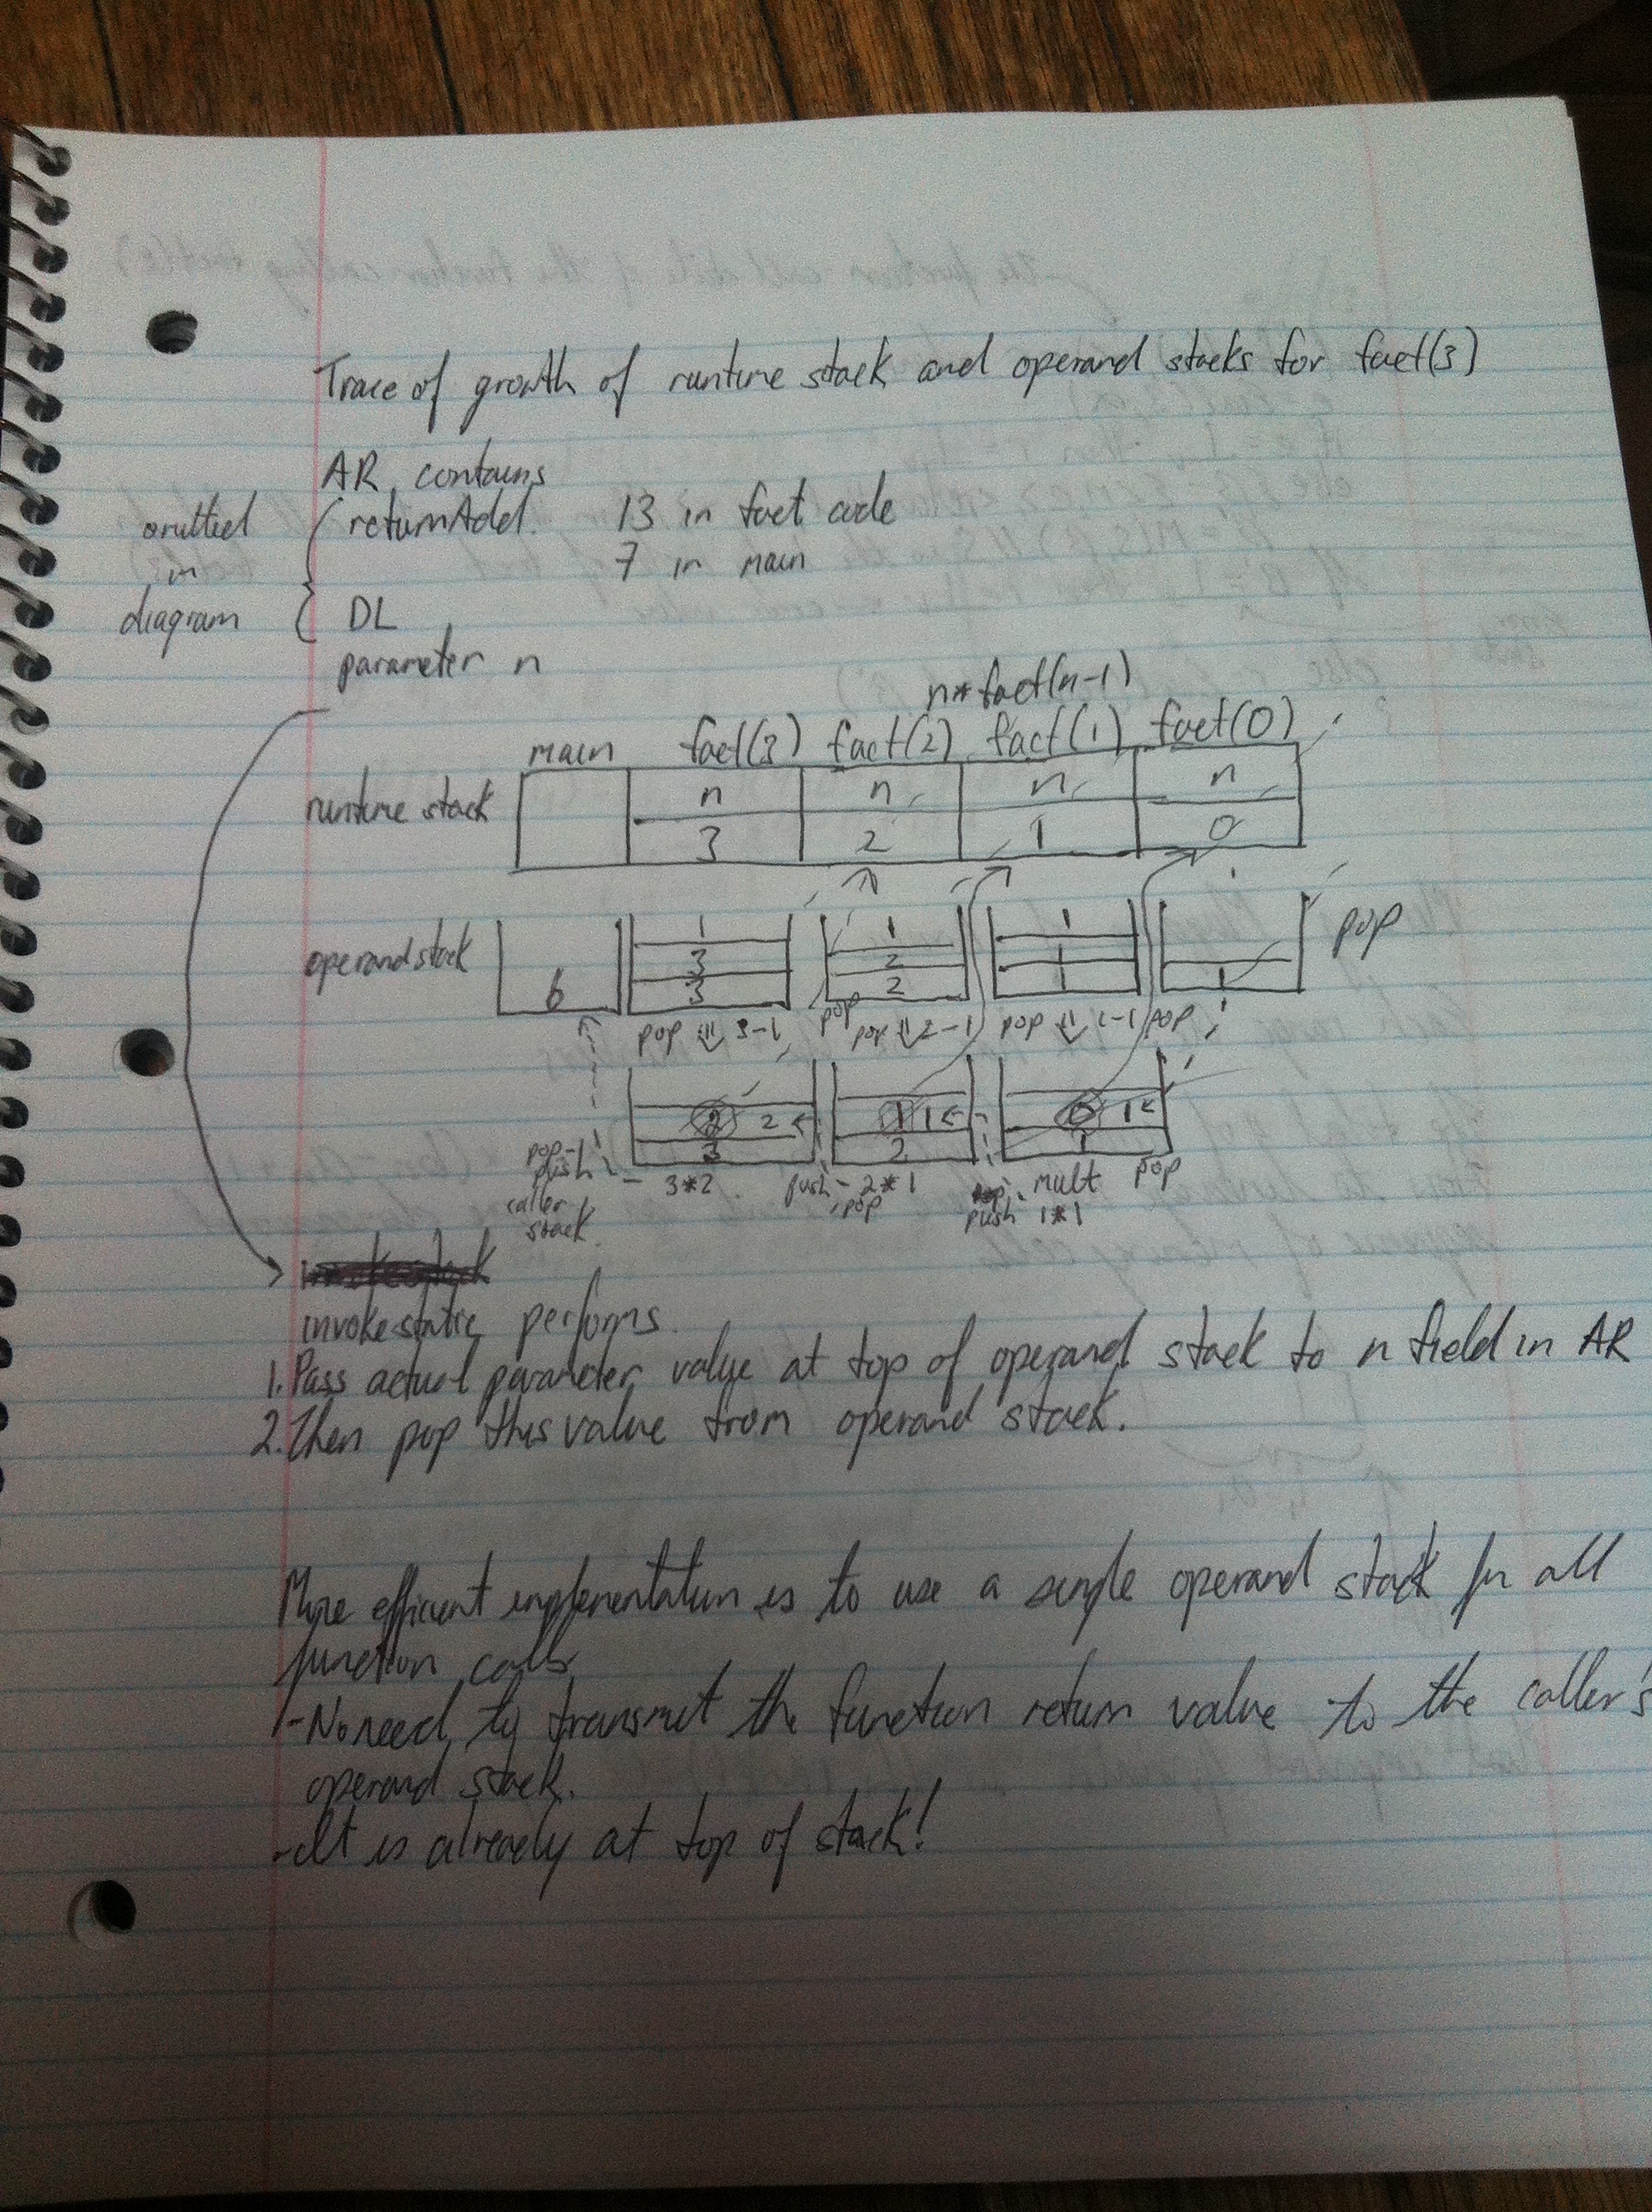 Trace of growth of runtime stack and operand stacks for fact(3)
AR contains
omitted in diagram { returnAdd. 13 in fact code
7 in main
DL
parameter n
n*fact(n-1)
main fact(3) fact(2) fact(1) fact(0)
runtime stack n n n n
3 2 1 0
operand stack 1 1 1 pop
3 2 1
6 3 2 1
pop ⇓ 3-1 pop pop ⇓ 2-1 pop ⇓ 1-1 pop
2 2 1 1 0 1
3 2 1
pop push caller stack 3*2 push 2*1 pop push mult 1*1 pop
invokestatic performs.
1. Pass actual parameter value at top of operand stack to n field in AR
2. Then pop this value from operand stack.
More efficient implementation is to use a single operand stack for all
function calls
-No need to transmit the function return value to the caller's
operand stack.
-It is already at top of stack!